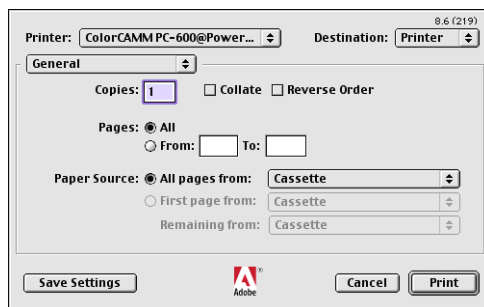 8.6 (219)
Printer: ColorCAMM PC-600@Power... Destination: Printer
General
Copies: 1 Collate Reverse Order
Pages: All
From: To:
Paper Source: All pages from: Cassette
First page from: Cassette
Remaining from: Cassette
Save Settings Adobe® Cancel Print